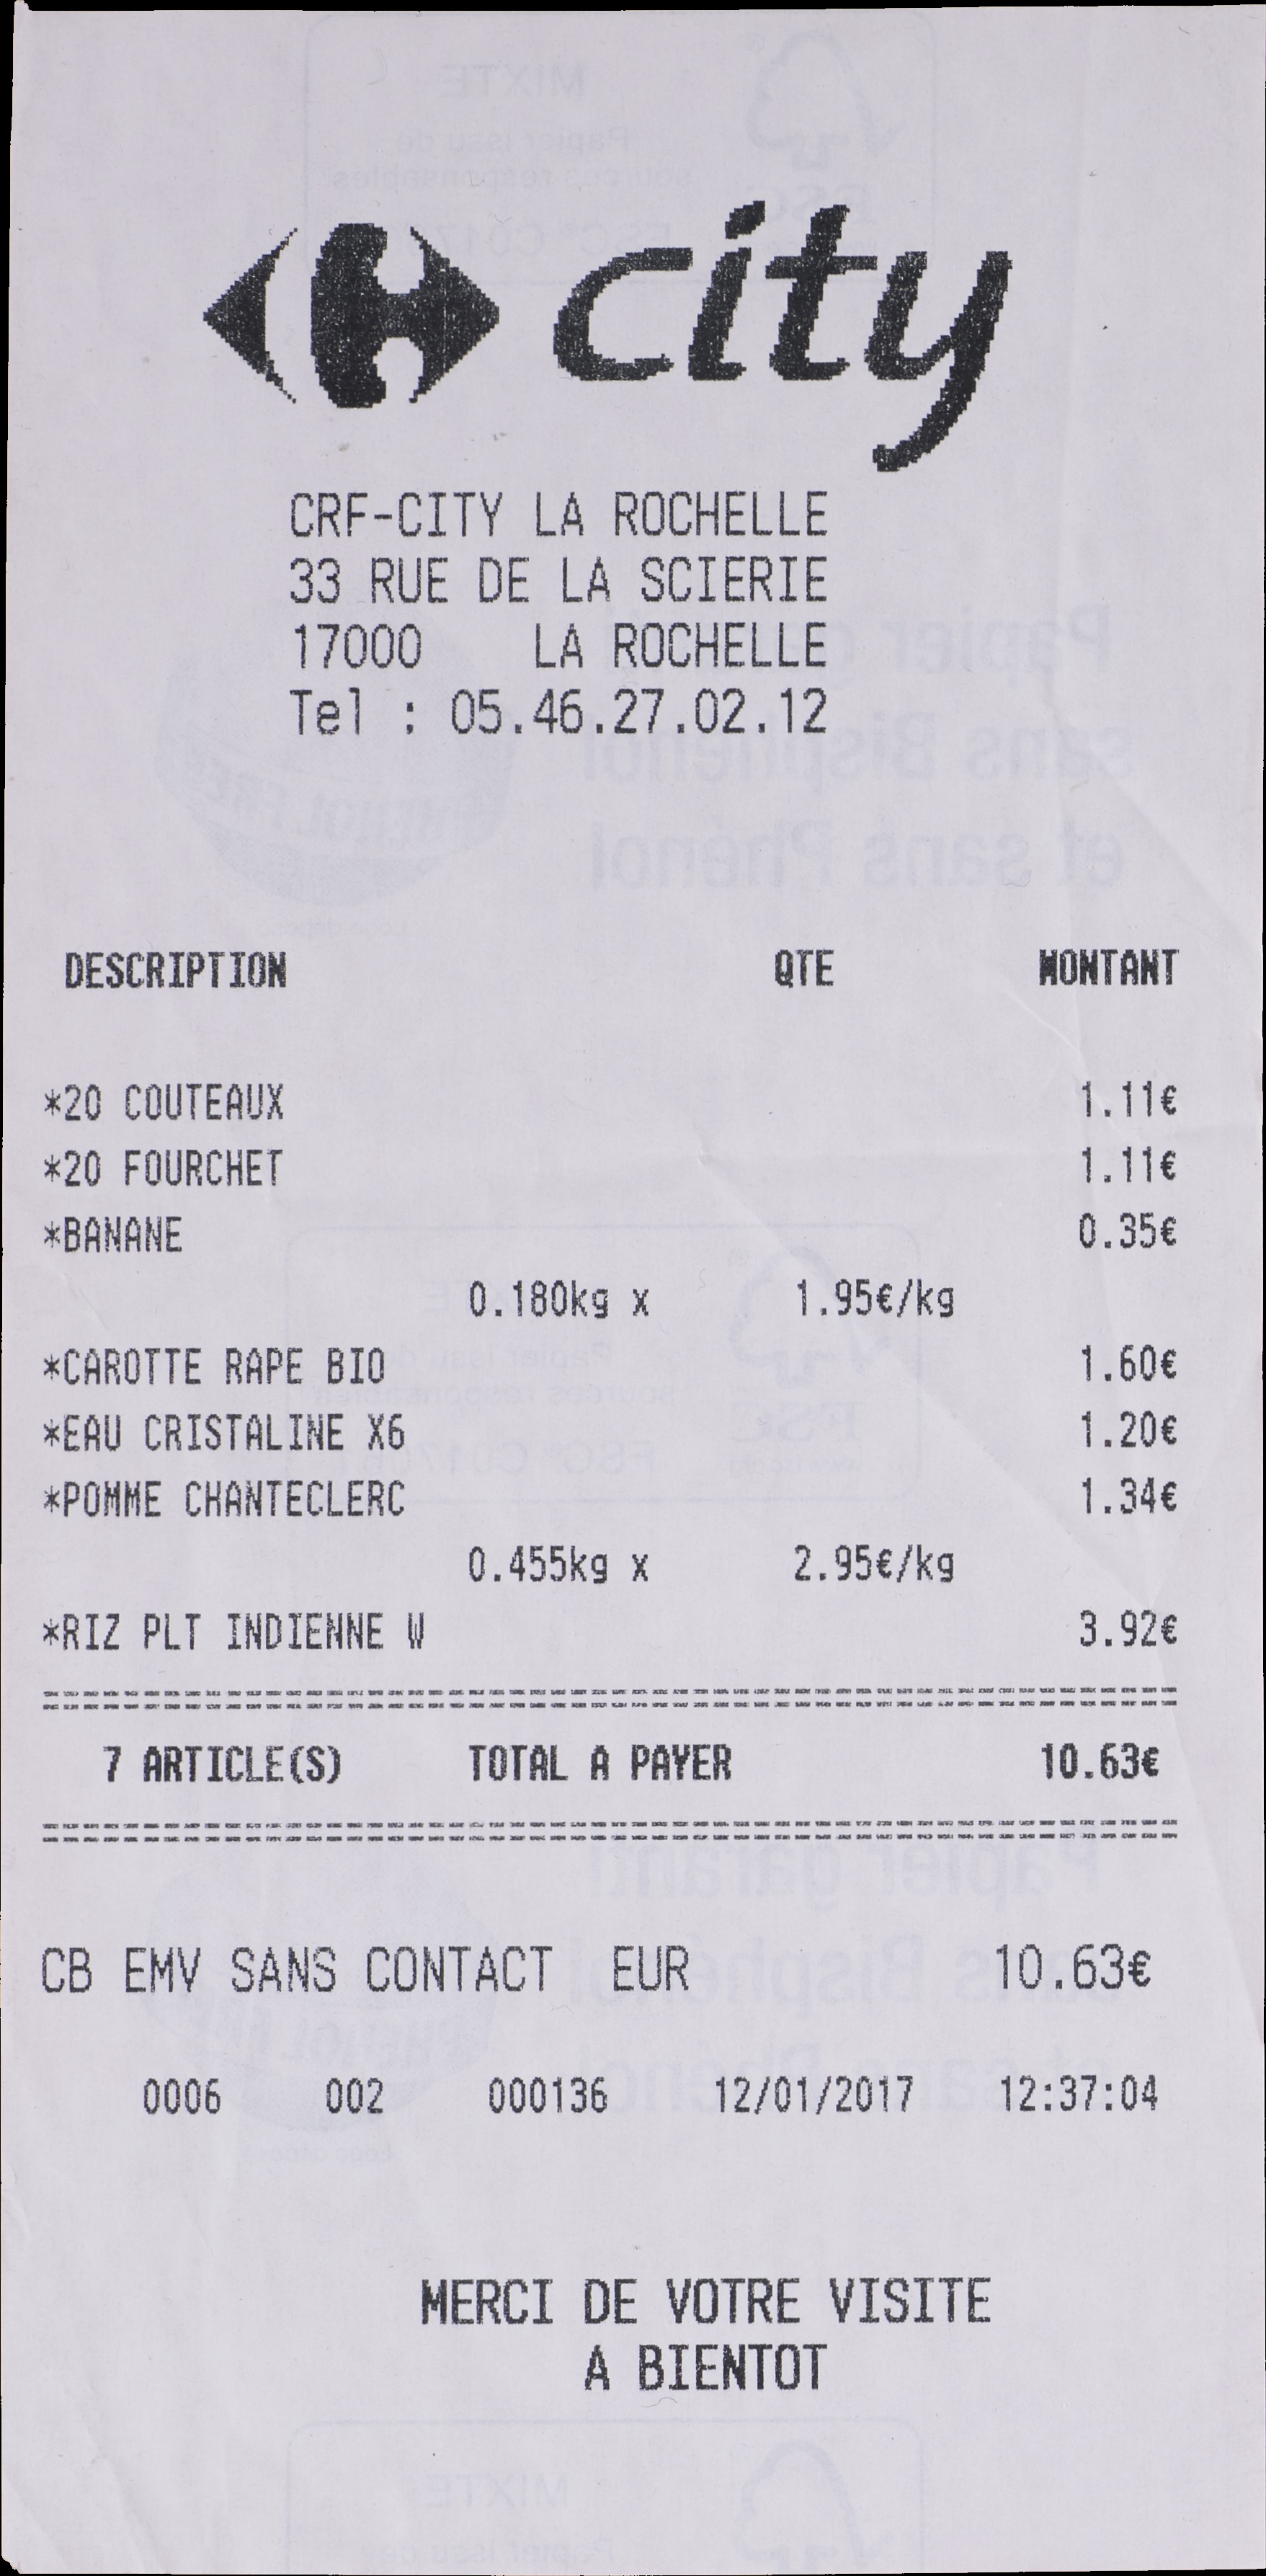 city
CRF-CITY LA ROCHELLE
33 RUE DE LA SCIERIE
17000 LA ROCHELLE
Tel : 05.46.27.02.12
DESCRIPTION QTE MONTANT
*20 COUTEAUX 1.11€
*20 FOURCHET 1.11€
*BANANE 0.35€
0.180kg x 1.95€/kg
*CAROTTE RAPE BIO 1.60€
*EAU CRISTALINE X6 1.20€
*POMME CHANTECLERC 1.34€
0.455kg x 2.95€/kg
*RIZ PLT INDIENNE W 3.92€
7 ARTICLE(S) TOTAL A PAYER 10.63€
CB EMV SANS CONTACT EUR 10.63€
0006 002 000136 12/01/2017 12:37:04
MERCI DE VOTRE VISITE
A BIENTOT